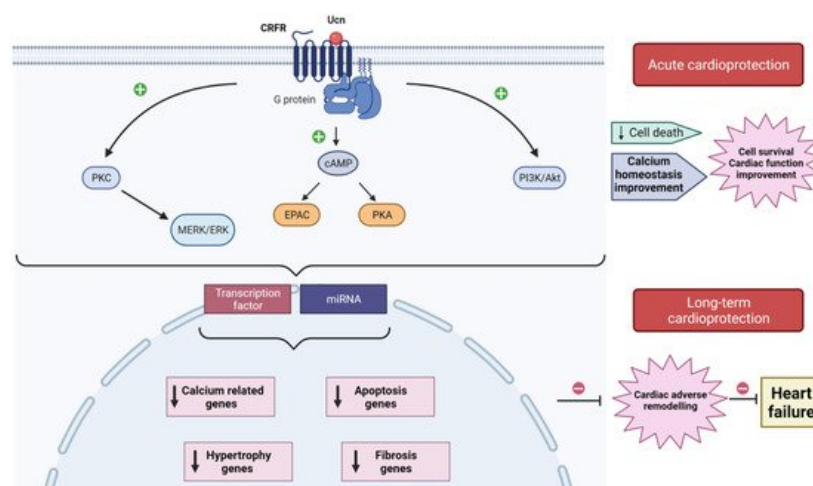 Ucn
CRFR
G protein
PKC
MERK/ERK
cAMP
EPAC
PKA
PI3K/Akt
Acute cardioprotection
↓ Cell death
Calcium
homeostasis
improvement
Cell survival
Cardiac function
improvement
Transcription
factor
miRNA
Calcium related
genes
Apoptosis
genes
Hypertrophy
genes
Fibrosis
genes
Long-term
cardioprotection
Cardiac adverse
remodelling
Heart
failure